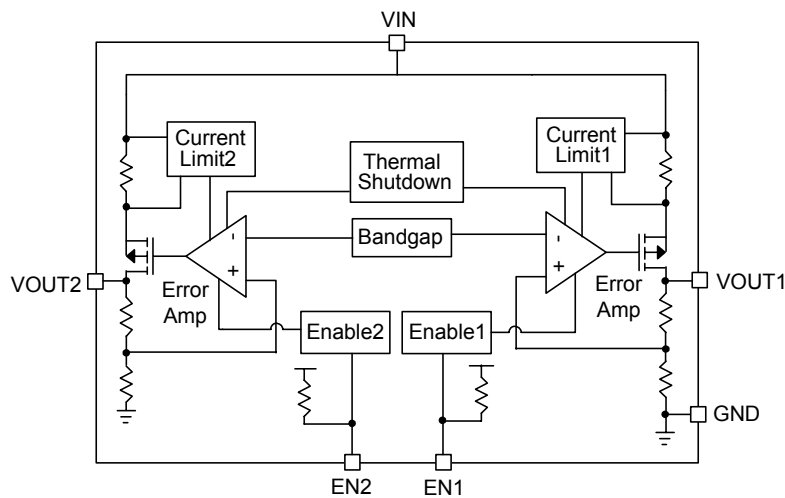 VIN
Current
Limit2
Thermal
Shutdown
Current
Limit1
-
Bandgap
-
+
+
VOUT2
Error
Amp
Error
Amp
VOUT1
Enable2
Enable1
GND
EN2
EN1